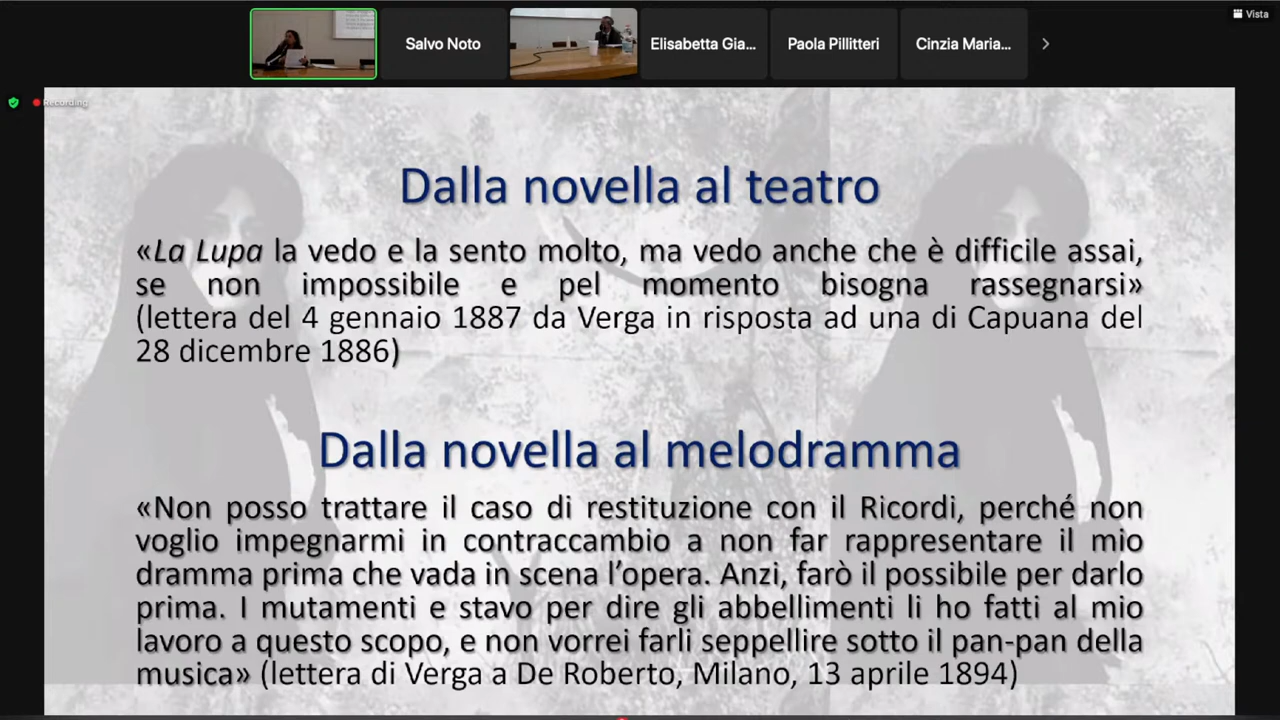 Vista
Salvo Noto
Elisabetta Gia...
Paola Pillitteri
Cinzia Maria...
Recording
Dalla novella al teatro
«La Lupa la vedo e la sento molto, ma vedo anche che è difficile assai,
se non impossibile e pel momento bisogna rassegnarsi»
(lettera del 4 gennaio 1887 da Verga in risposta ad una di Capuana del
28 dicembre 1886)
Dalla novella al melodramma
«Non posso trattare il caso di restituzione con il Ricordi, perché non
voglio impegnarmi in contraccambio a non far rappresentare il mio
dramma prima che vada in scena l’opera. Anzi, farò il possibile per darlo
prima. I mutamenti e stavo per dire gli abbellimenti li ho fatti al mio
lavoro a questo scopo, e non vorrei farli seppellire sotto il pan-pan della
musica» (lettera di Verga a De Roberto, Milano, 13 aprile 1894)